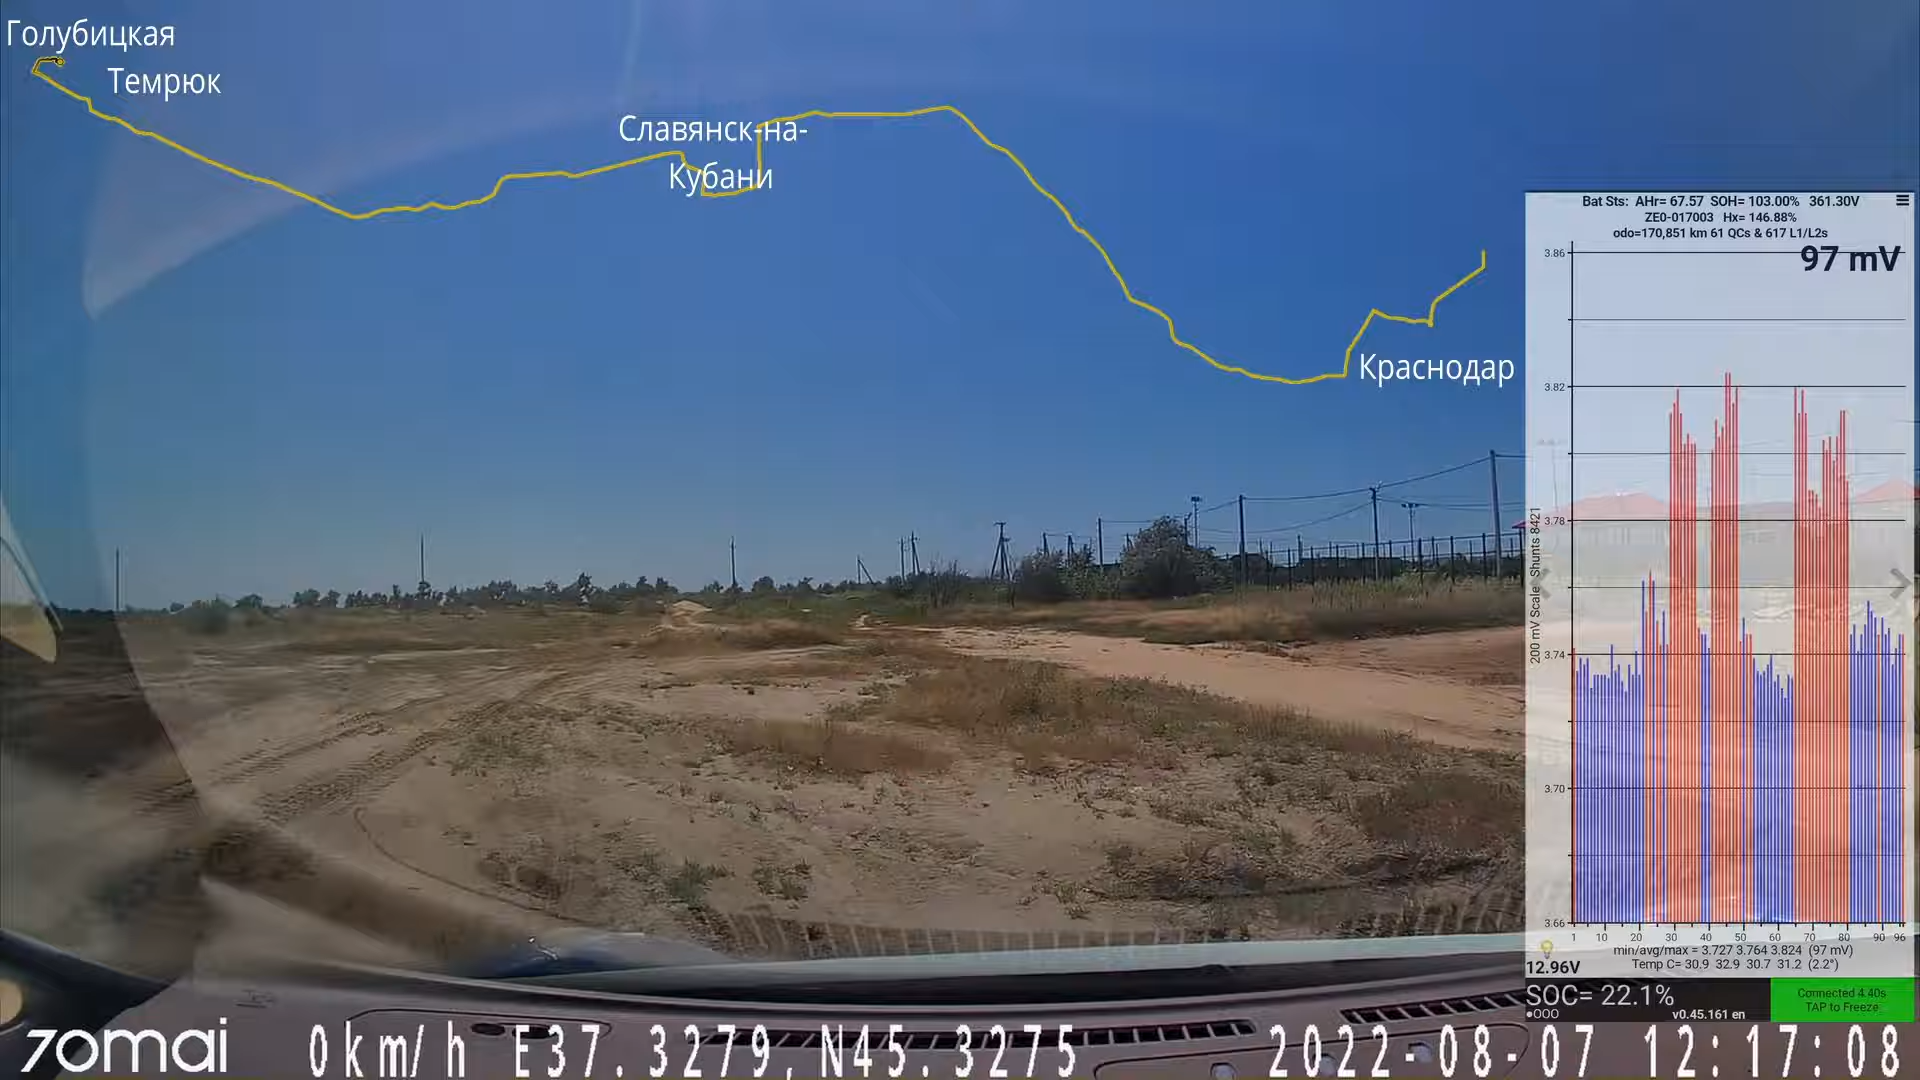 Голубицкая
Темрюк
Славянск-на-
Кубани
Краснодар
Bat Sts: AHr= 67.57 SOH= 103.00% 361.30V
ZE0-017003 Hx= 146.88%
odo=170,851 km 61 QCs & 617 L1/L2s
97 mV
3.86
3.82
3.78
3.74
3.70
3.66
200 mV Scale Shunts 8421
1 10 20 30 40 50 60 70 80 90 96
min/avg/max = 3.727 3.764 3.824 (97 mV)
Temp C= 30.9 32.9 30.7 31.2 (2.2°)
12.96V
SOC= 22.1%
v0.45.161 en
Connected 4.40s
TAP to Freeze
70mai 0km/h E37.3279, N45.3275 2022-08-07 12:17:08